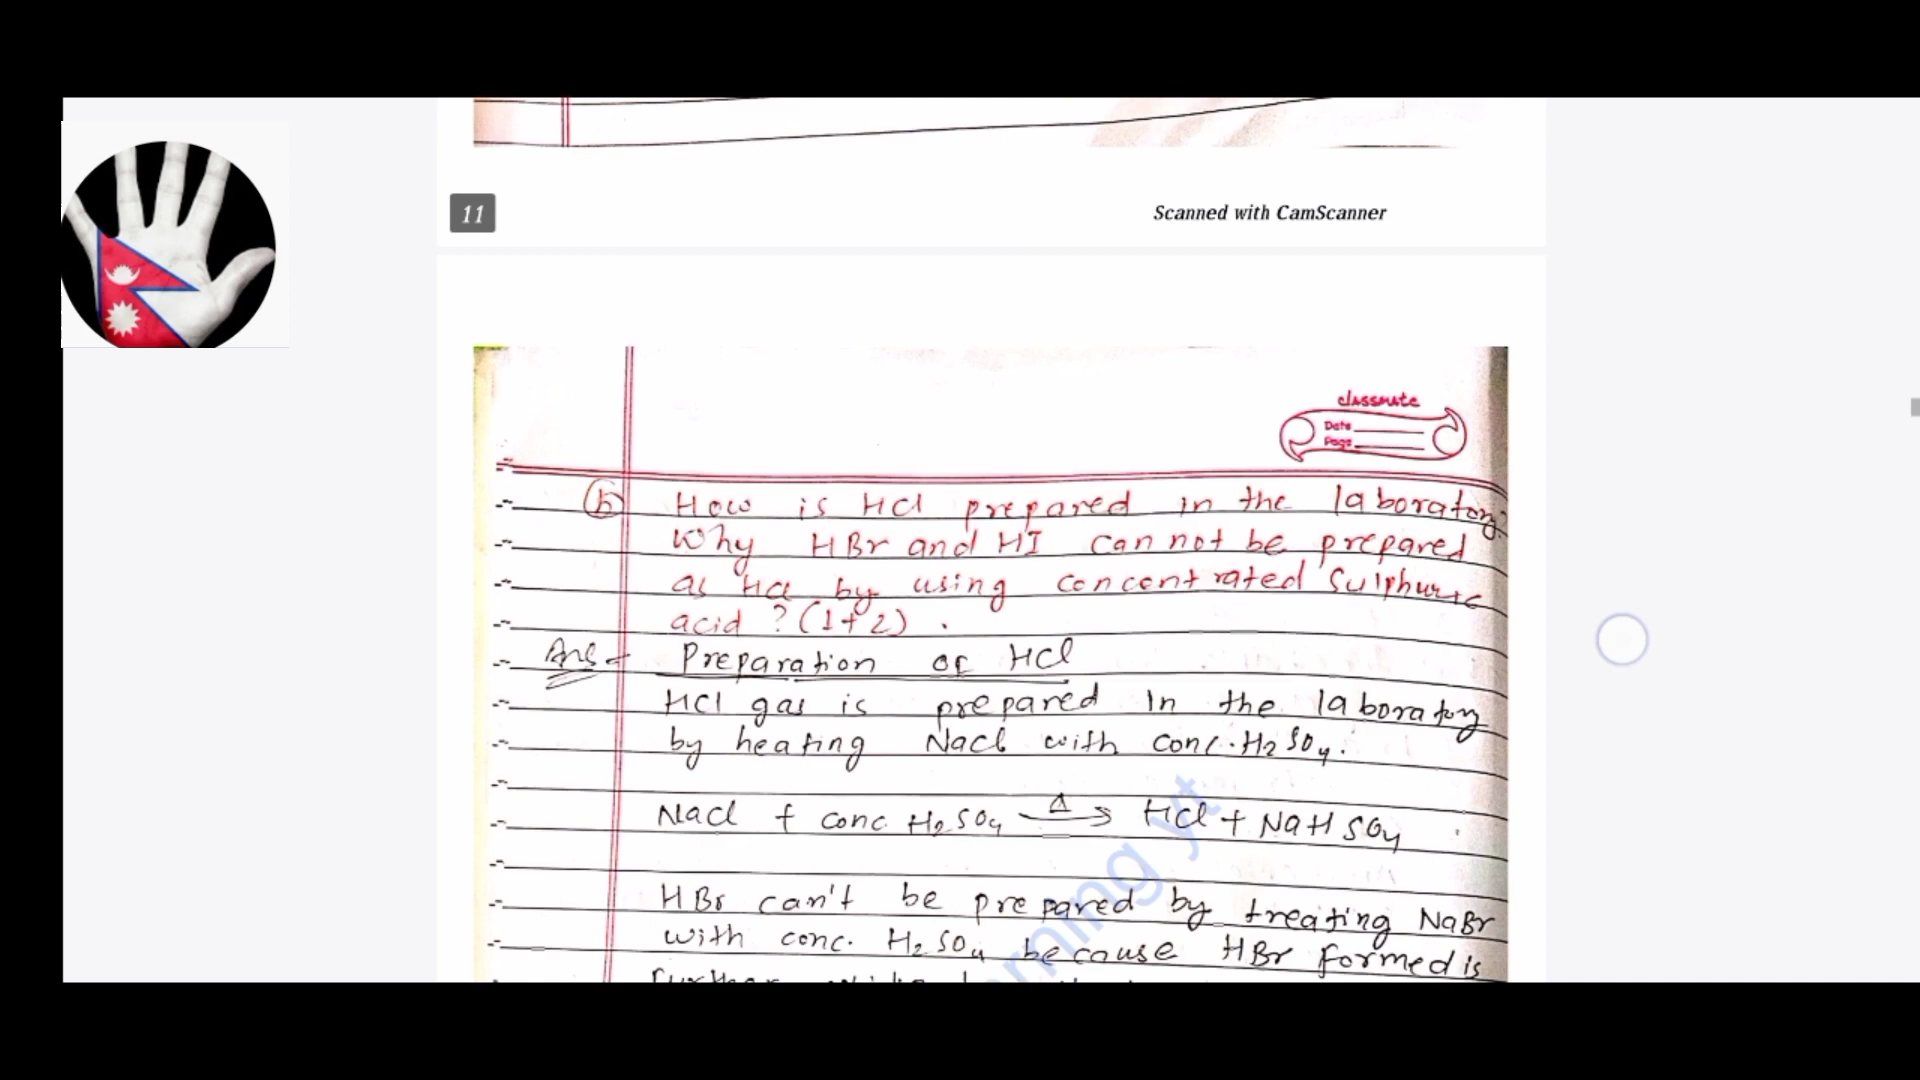 11
Scanned with CamScanner
classmate
Date
Page
(b) How is HCl prepared in the laboratory?
Why HBr and HI can not be prepared
as HCl by using concentrated Sulphuric
acid ? (1+2) .
Ans - Preparation of HCl
HCl gas is prepared in the laboratory
by heating NaCl with conc. H2SO4.
NaCl + conc. H2SO4 —Δ→ HCl + NaHSO4
HBr can't be prepared by treating NaBr
with conc. H2SO4 because HBr formed is
further